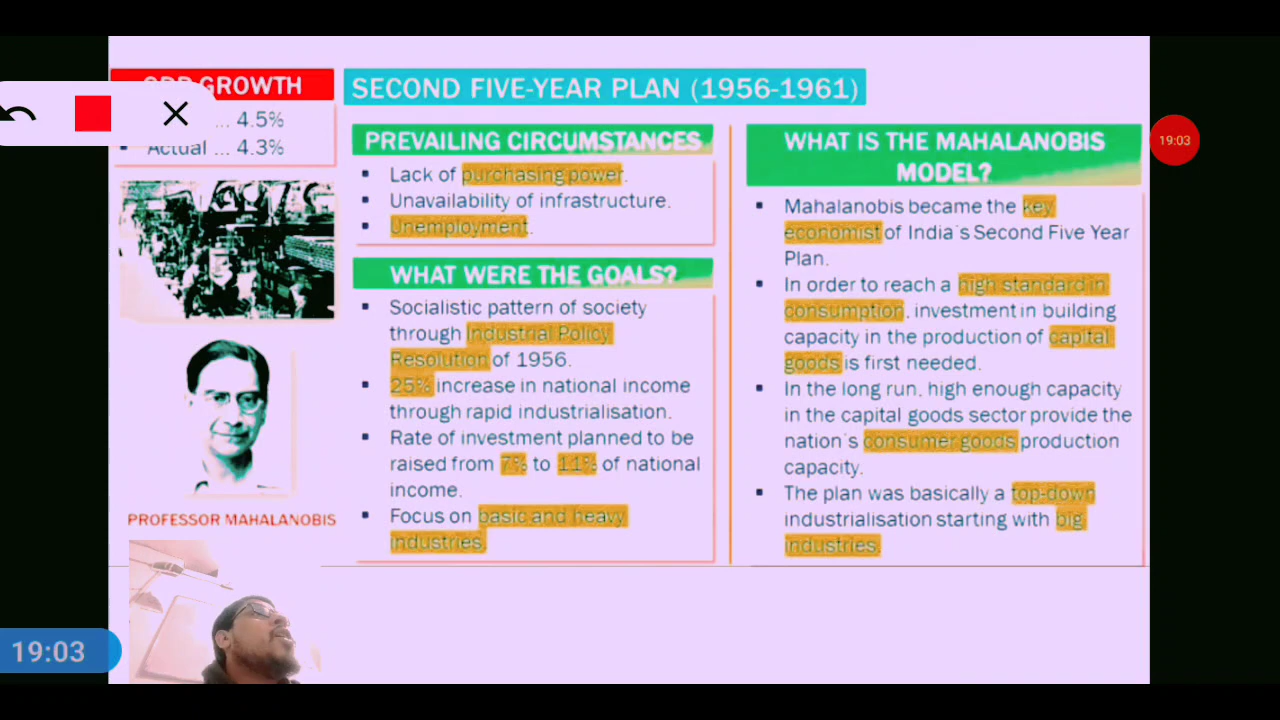 GROWTH
SECOND FIVE-YEAR PLAN (1956-1961)
... 4.5%
Actual ... 4.3%
PREVAILING CIRCUMSTANCES
▪ Lack of purchasing power.
▪ Unavailability of infrastructure.
▪ Unemployment.
WHAT WERE THE GOALS?
▪ Socialistic pattern of society
through Industrial Policy
Resolution of 1956.
▪ 25% increase in national income
through rapid industrialisation.
▪ Rate of investment planned to be
raised from 7% to 11% of national
income.
▪ Focus on basic and heavy
industries.
WHAT IS THE MAHALANOBIS
MODEL?
▪ Mahalanobis became the key
economist of India´s Second Five Year
Plan.
▪ In order to reach a high standard in
consumption, investment in building
capacity in the production of capital
goods is first needed.
▪ In the long run, high enough capacity
in the capital goods sector provide the
nation´s consumer goods production
capacity.
▪ The plan was basically a top-down
industrialisation starting with big
industries.
PROFESSOR MAHALANOBIS
19:03
19:03